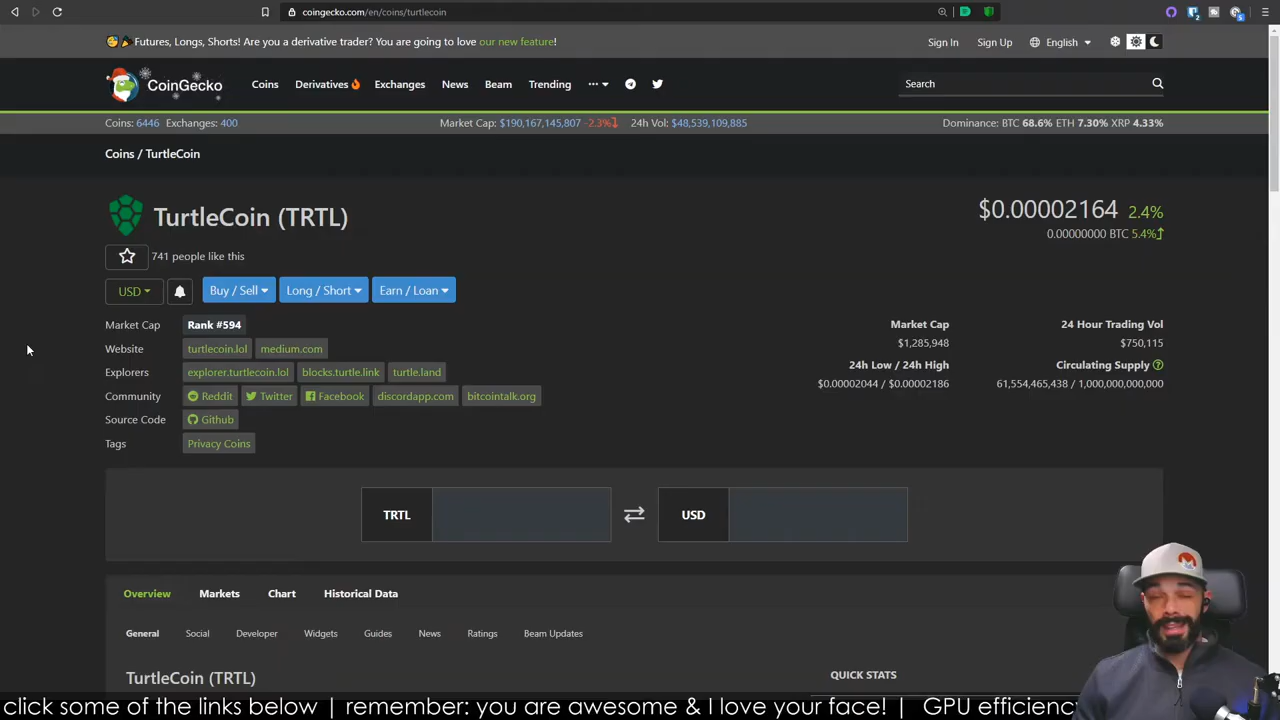 coingecko.com/en/coins/turtlecoin
Futures, Longs, Shorts! Are you a derivative trader? You are going to love our new feature!
Sign In Sign Up English
CoinGecko
Coins Derivatives Exchanges News Beam Trending
Search
Coins: 6446 Exchanges: 400
Market Cap: $190,167,145,807 -2.3% 24h Vol: $48,539,109,885
Dominance: BTC 68.6% ETH 7.30% XRP 4.33%
Coins / TurtleCoin
TurtleCoin (TRTL)
$0.00002164 2.4%
0.00000000 BTC 5.4%
741 people like this
USD Buy / Sell Long / Short Earn / Loan
Market Cap Rank #594
Website turtlecoin.lol medium.com
Explorers explorer.turtlecoin.lol blocks.turtle.link turtle.land
Community Reddit Twitter Facebook discordapp.com bitcointalk.org
Source Code Github
Tags Privacy Coins
Market Cap 24 Hour Trading Vol
$1,285,948 $750,115
24h Low / 24h High Circulating Supply
$0.00002044 / $0.00002186 61,554,465,438 / 1,000,000,000,000
TRTL USD
Overview Markets Chart Historical Data
General Social Developer Widgets Guides News Ratings Beam Updates
TurtleCoin (TRTL)
QUICK STATS
click some of the links below | remember: you are awesome & I love your face! | GPU efficiency